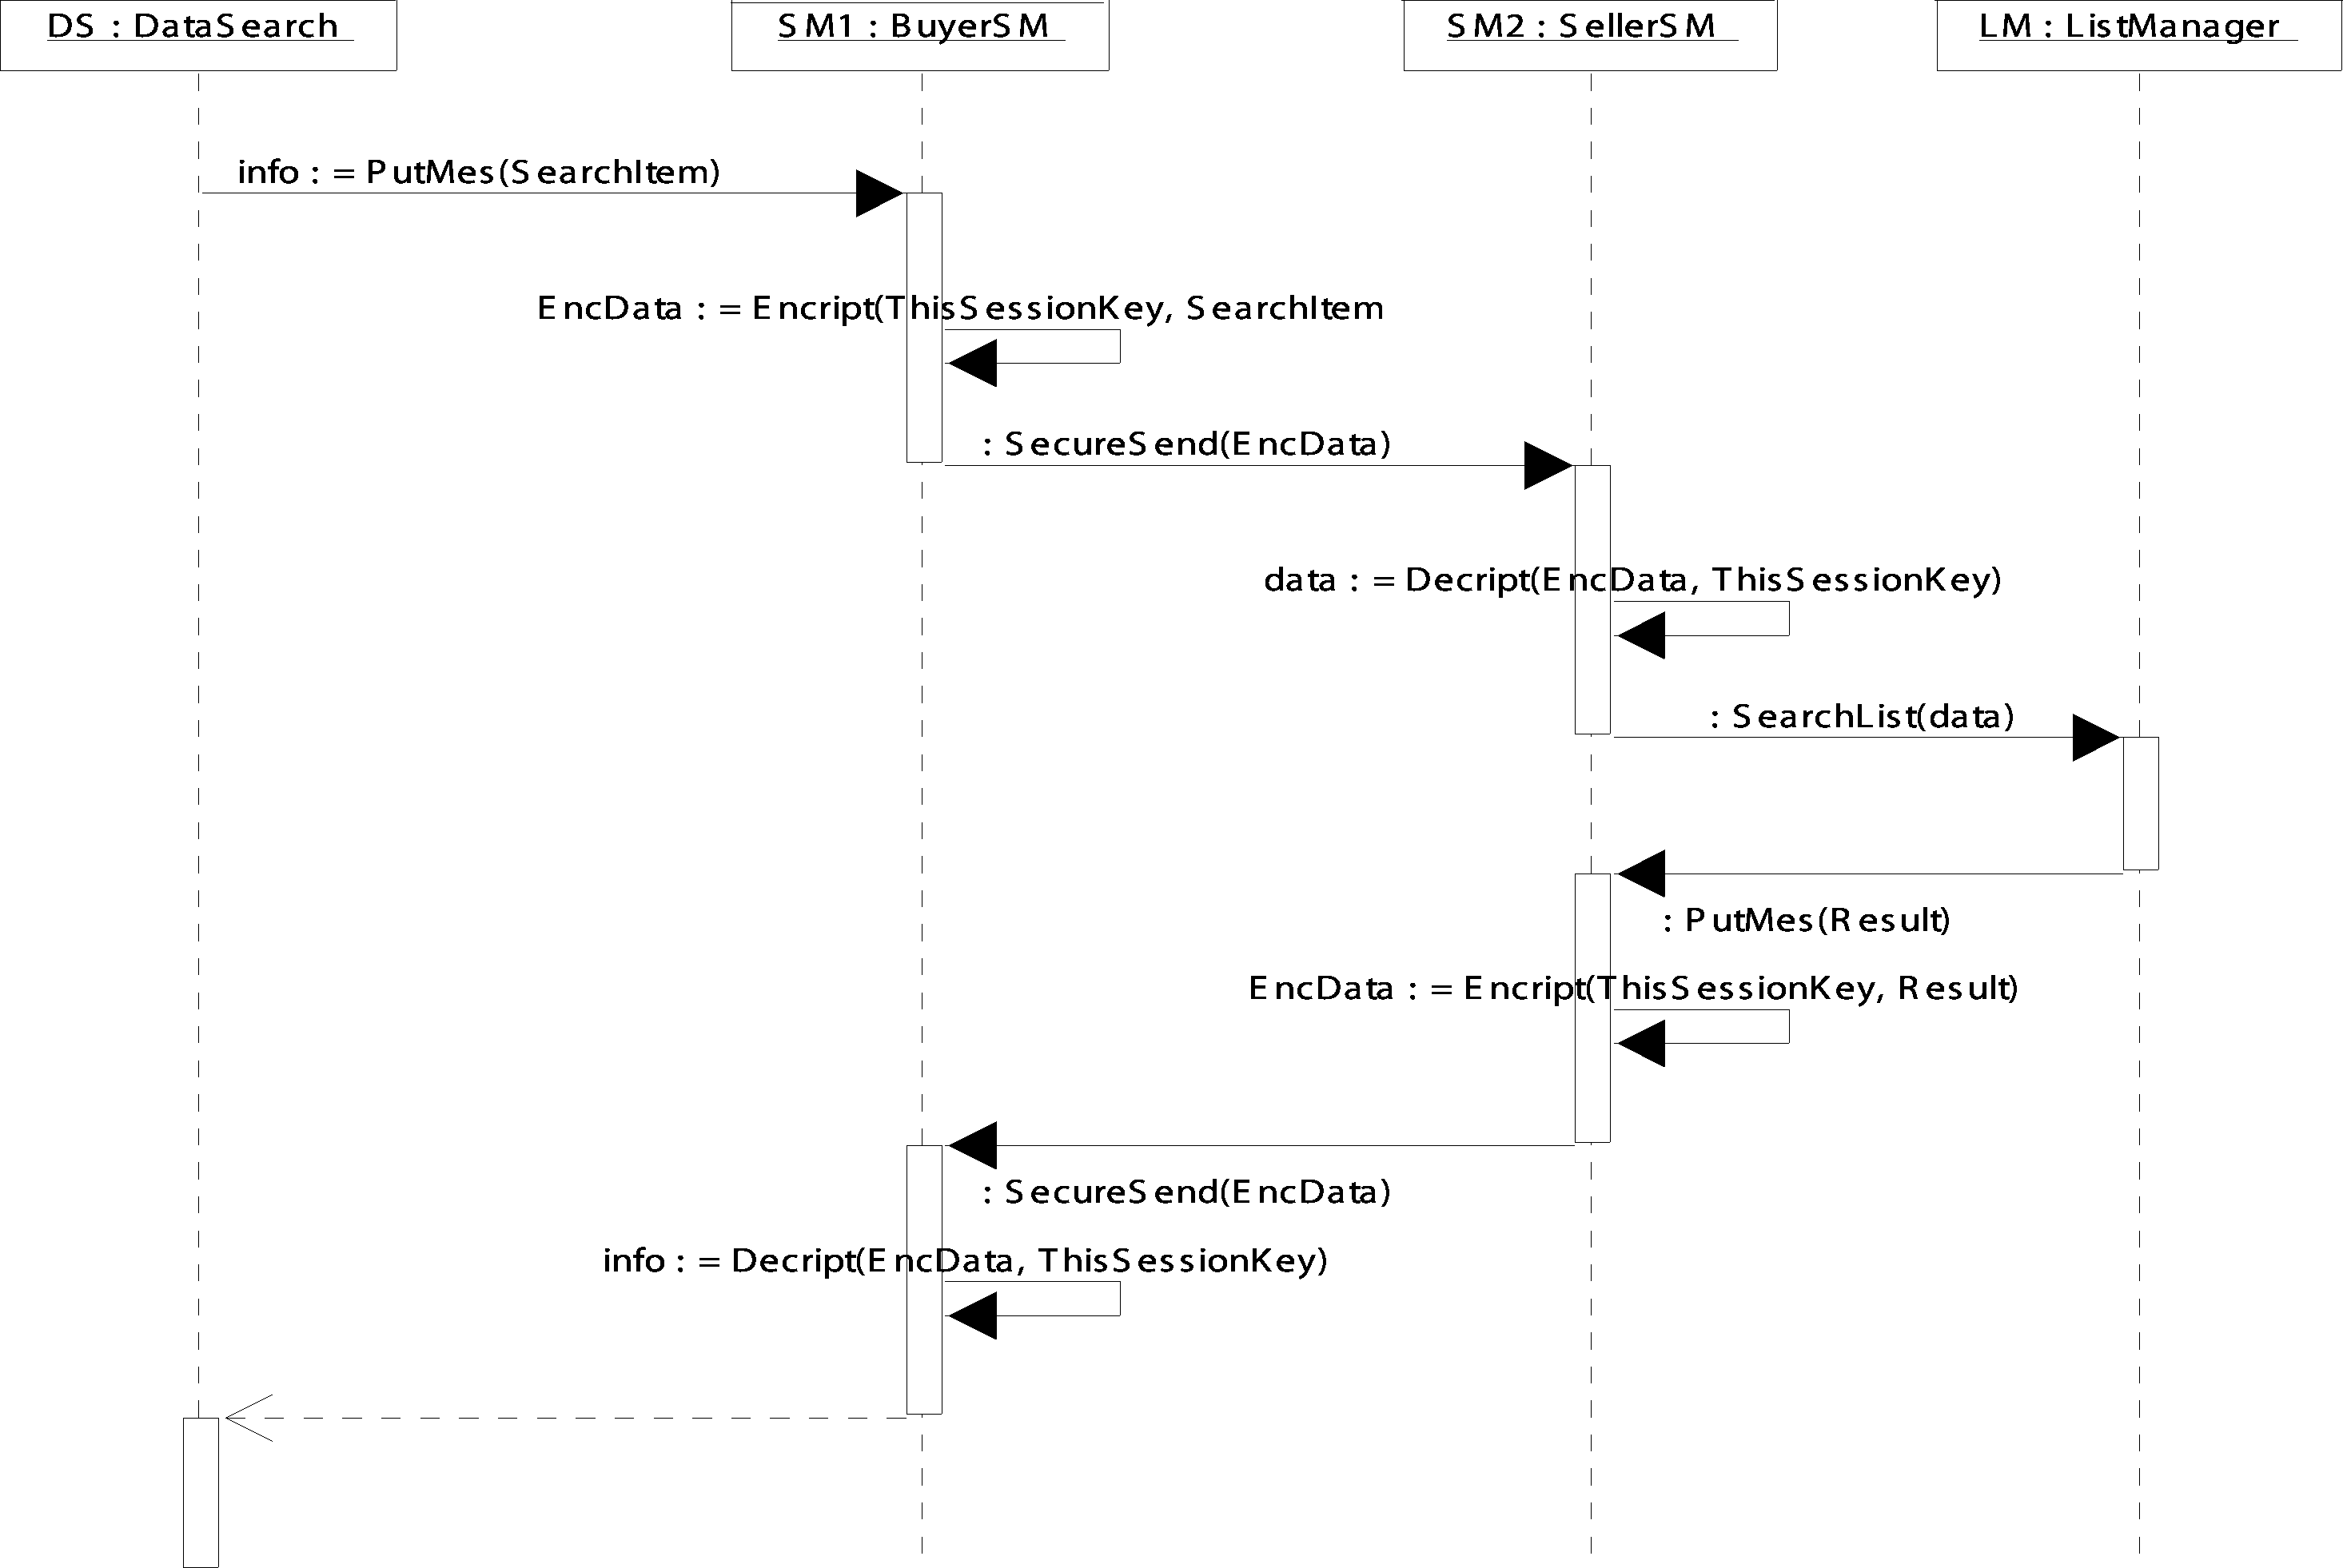 DS : DataSearch
SM1 : BuyerSM
SM2 : SellerSM
LM : ListManager
info : = PutMes(SearchItem)
EncData : = Encript(ThisSessionKey, SearchItem
: SecureSend(EncData)
data : = Decript(EncData, ThisSessionKey)
: SearchList(data)
: PutMes(Result)
EncData : = Encript(ThisSessionKey, Result)
: SecureSend(EncData)
info : = Decript(EncData, ThisSessionKey)